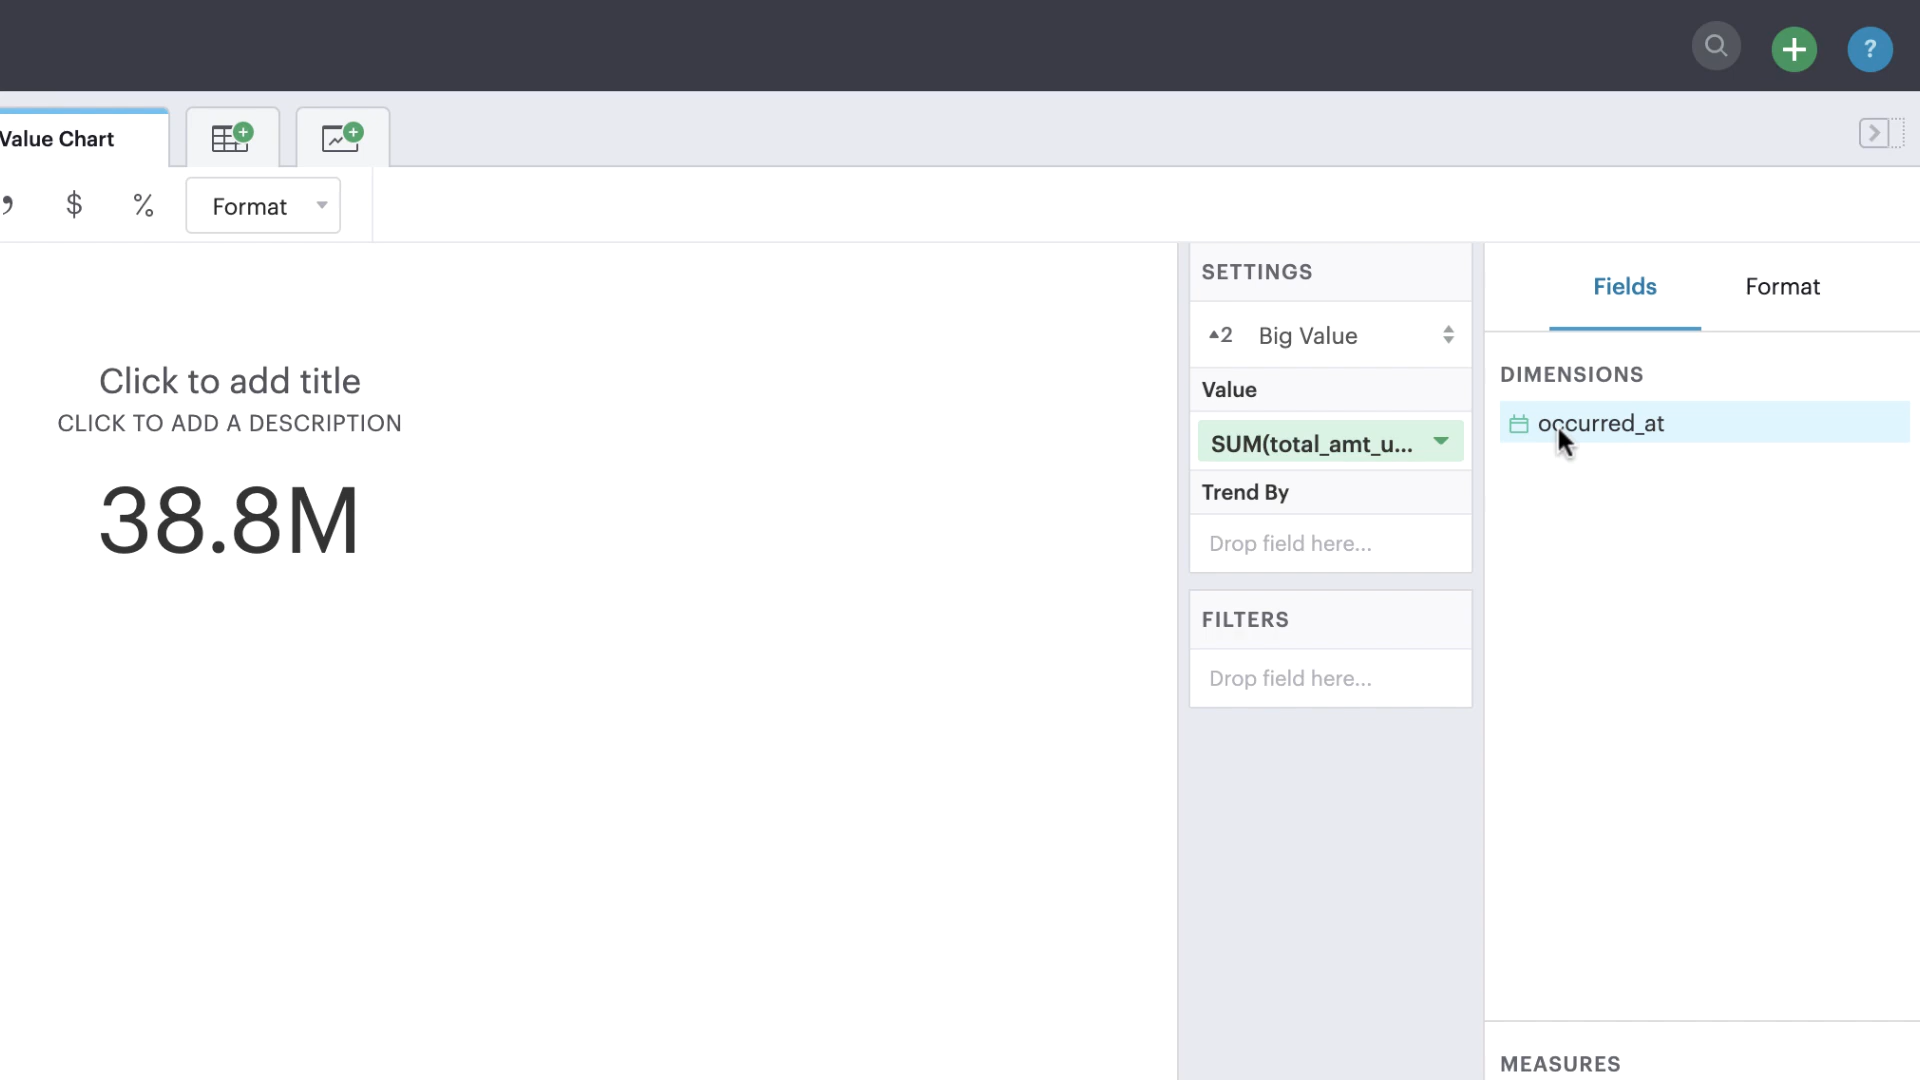 ?
Value Chart
, $ % Format
SETTINGS
2 Big Value
Value
SUM(total_amt_u...
Trend By
Drop field here...
FILTERS
Drop field here...
Fields Format
DIMENSIONS
occurred_at
MEASURES
Click to add title
CLICK TO ADD A DESCRIPTION
38.8M